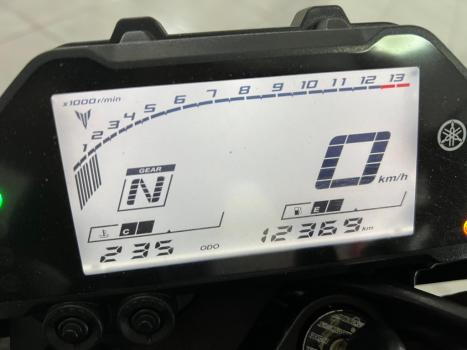 x1000r/min
1 2 3 4 5 6 7 8 9 10 11 12 13
GEAR
N
0 km/h
C
E
235 ODO 12369 km